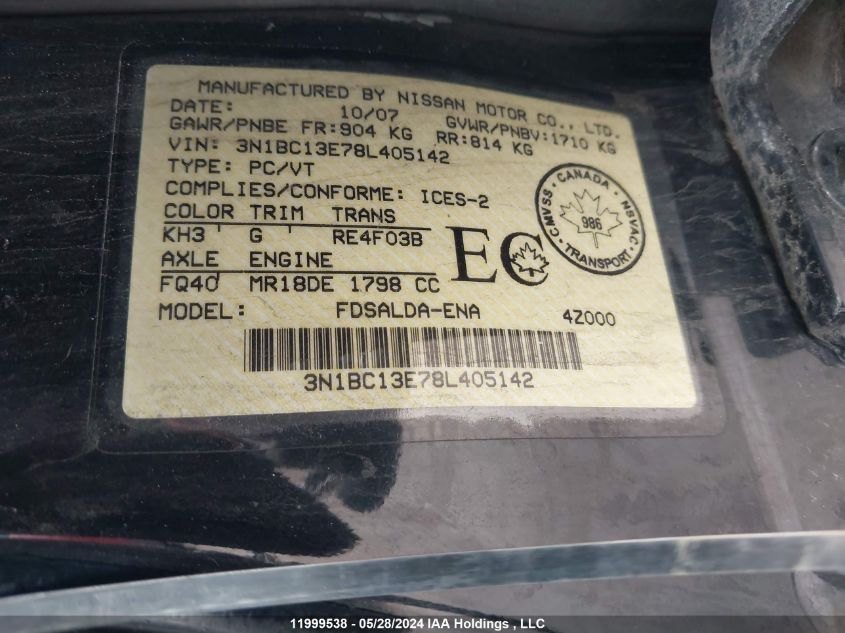 MANUFACTURED BY NISSAN MOTOR CO., LTD.
DATE: 10/07 GVWR/PNBV:1710 KG
GAWR/PNBE FR:904 KG RR:814 KG
VIN: 3N1BC13E78L405142
TYPE: PC/VT
COMPLIES/CONFORME: ICES-2
COLOR TRIM TRANS
KH3 G RE4F03B
AXLE ENGINE
FQ40 MR18DE 1798 CC
EC
CANADA
CMVSS · NSVAC
986
TRANSPORT
MODEL: FDSALDA-ENA 4Z000
3N1BC13E78L405142
11999538 - 05/28/2024 IAA Holdings , LLC